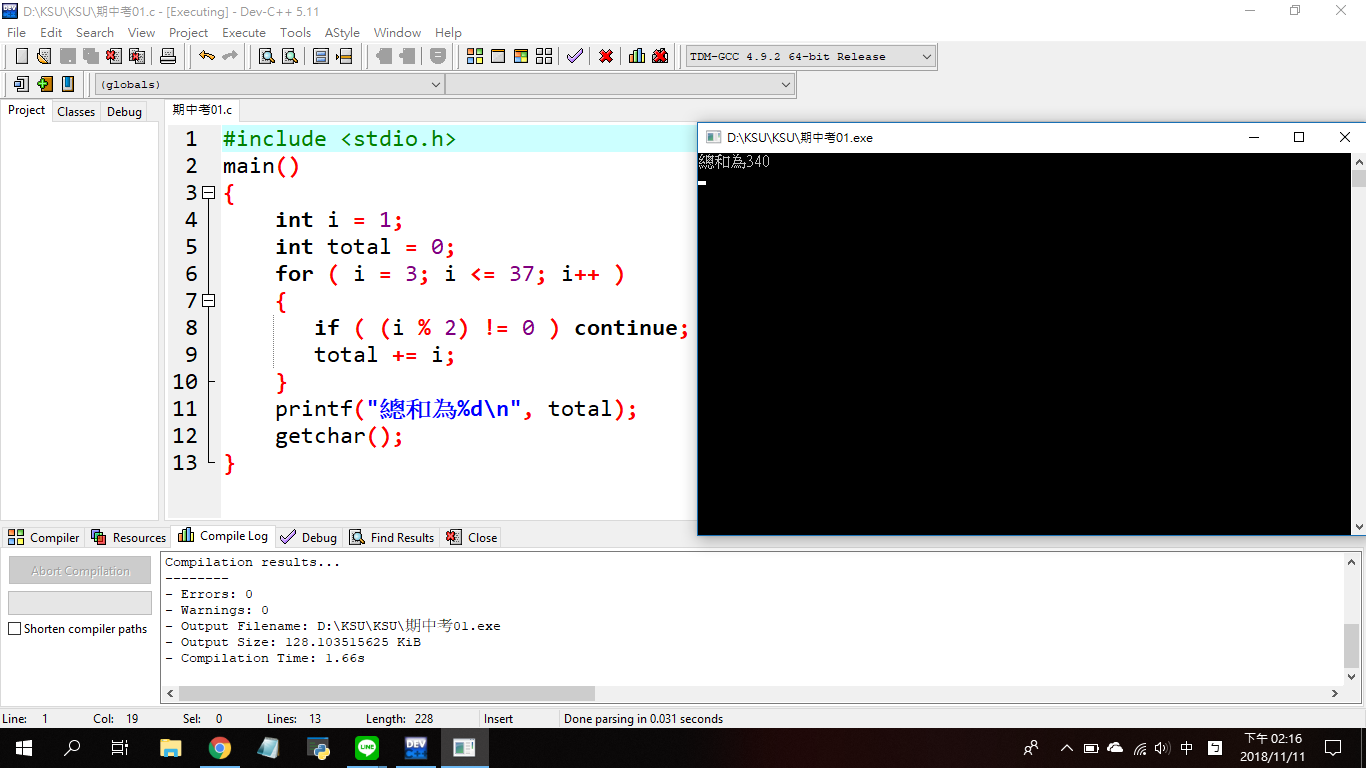 D:\KSU\KSU\期中考01.c - [Executing] - Dev-C++ 5.11
File Edit Search View Project Execute Tools AStyle Window Help
TDM-GCC 4.9.2 64-bit Release
(globals)
Project Classes Debug
期中考01.c
1 #include <stdio.h>
2 main()
3 {
4 int i = 1;
5 int total = 0;
6 for ( i = 3; i <= 37; i++ )
7 {
8 if ( (i % 2) != 0 ) continue;
9 total += i;
10 }
11 printf("總和為%d\n", total);
12 getchar();
13 }
D:\KSU\KSU\期中考01.exe
總和為340
Compiler Resources Compile Log Debug Find Results Close
Abort Compilation
Shorten compiler paths
Compilation results...
--------
- Errors: 0
- Warnings: 0
- Output Filename: D:\KSU\KSU\期中考01.exe
- Output Size: 128.103515625 KiB
- Compilation Time: 1.66s
Line: 1 Col: 19 Sel: 0 Lines: 13 Length: 228 Insert Done parsing in 0.031 seconds
LINE
DEV
中
ㄅ
下午 02:16
2018/11/11